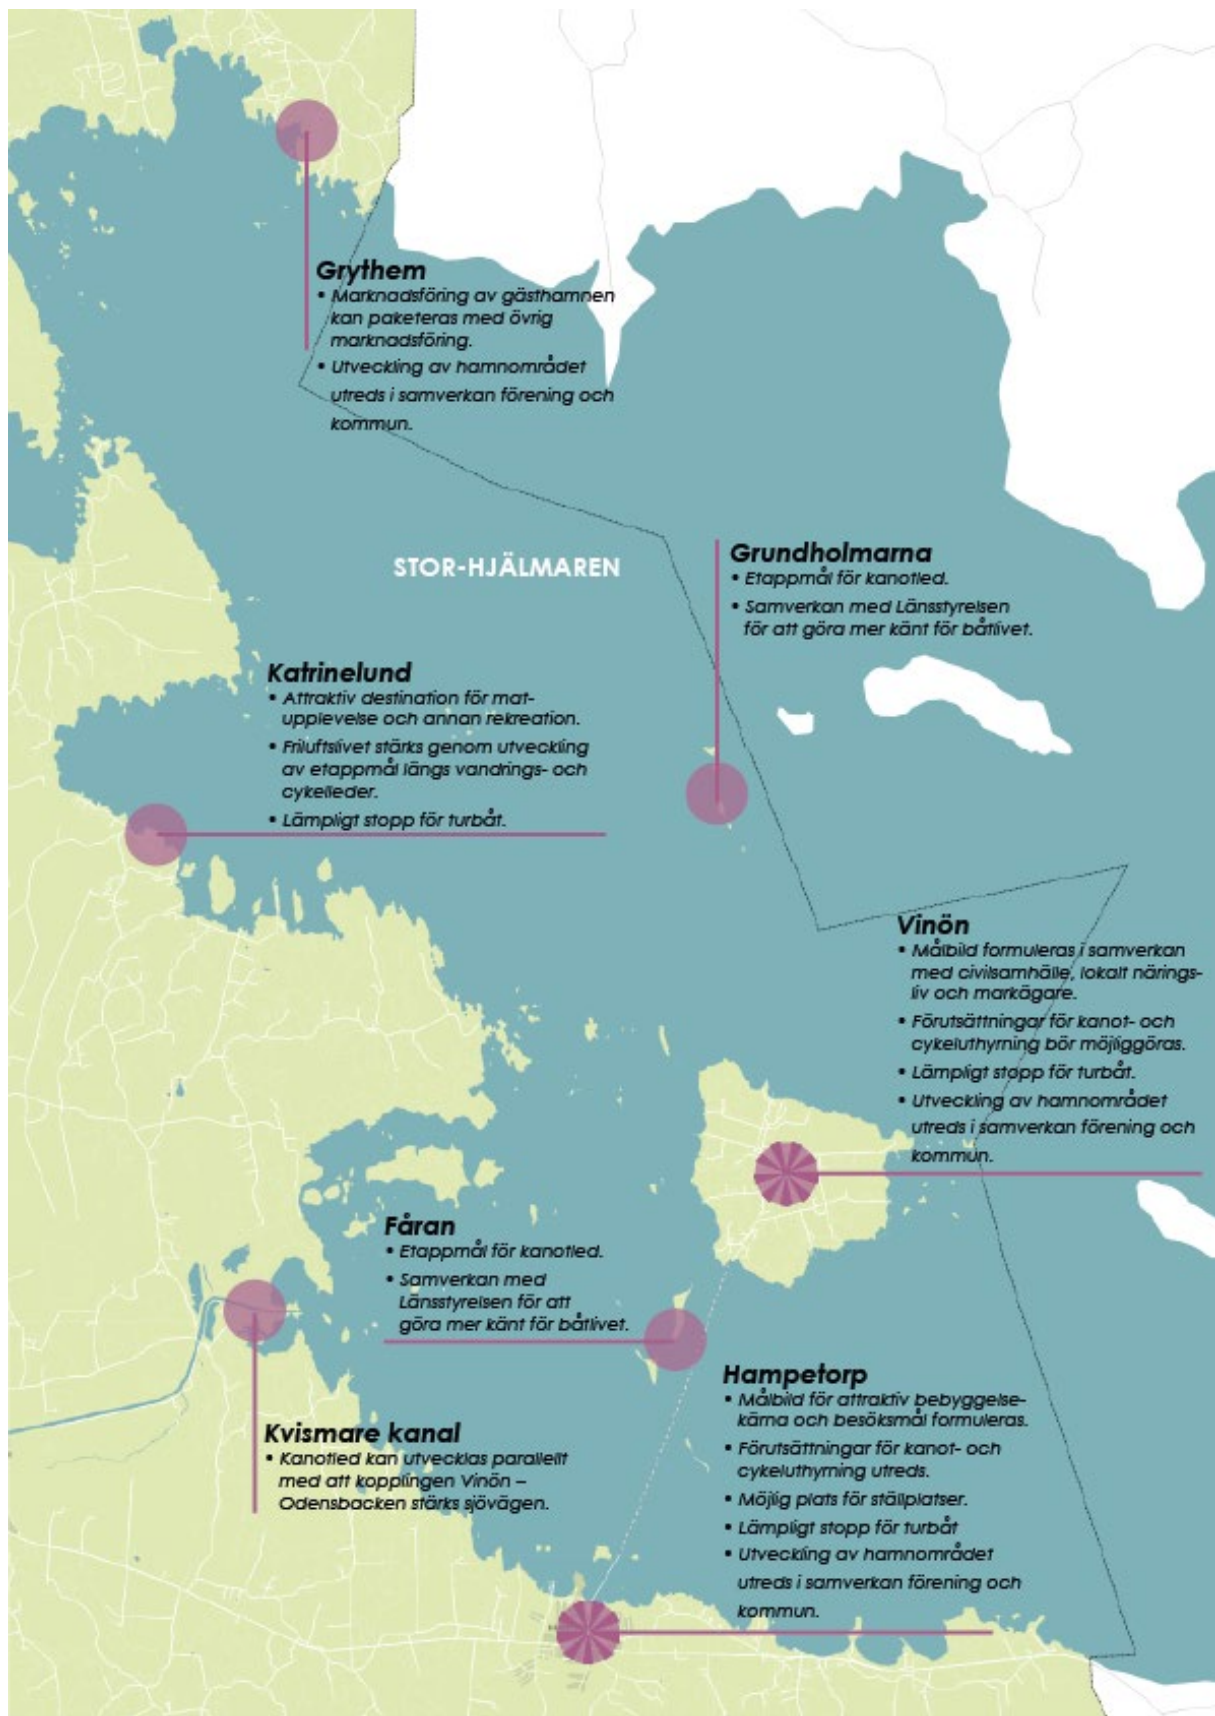 Grythem
• Marknadsföring av gästhamnen
kan paketeras med övrig
marknadsföring.
• Utveckling av hamnområdet
utreds i samverkan förening och
kommun.
STOR-HJÄLMAREN
Grundholmarna
• Etappmål för kanotled.
• Samverkan med Länsstyrelsen
för att göra mer känt för båtlivet.
Katrinelund
• Attraktiv destination för mat-
upplevelse och annan rekreation.
• Friluftslivet stärks genom utveckling
av etappmål längs vandrings- och
cykelleder.
• Lämpligt stopp för turbåt.
Vinön
• Målbild formuleras i samverkan
med civilsamhälle, lokalt närings-
liv och markägare.
• Förutsättningar för kanot- och
cykeluthyrning bör möjliggöras.
• Lämpligt stopp för turbåt.
• Utveckling av hamnområdet
utreds i samverkan förening och
kommun.
Fåran
• Etappmål för kanotled.
• Samverkan med
Länsstyrelsen för att
göra mer känt för båtlivet.
Hampetorp
• Målbild för attraktiv bebyggelse-
kärna och besöksmål formuleras.
• Förutsättningar för kanot- och
cykeluthyrning utreds.
• Möjlig plats för ställplatser.
• Lämpligt stopp för turbåt
• Utveckling av hamnområdet
utreds i samverkan förening och
kommun.
Kvismare kanal
• Kanotled kan utvecklas parallellt
med att kopplingen Vinön –
Odensbacken stärks sjövägen.